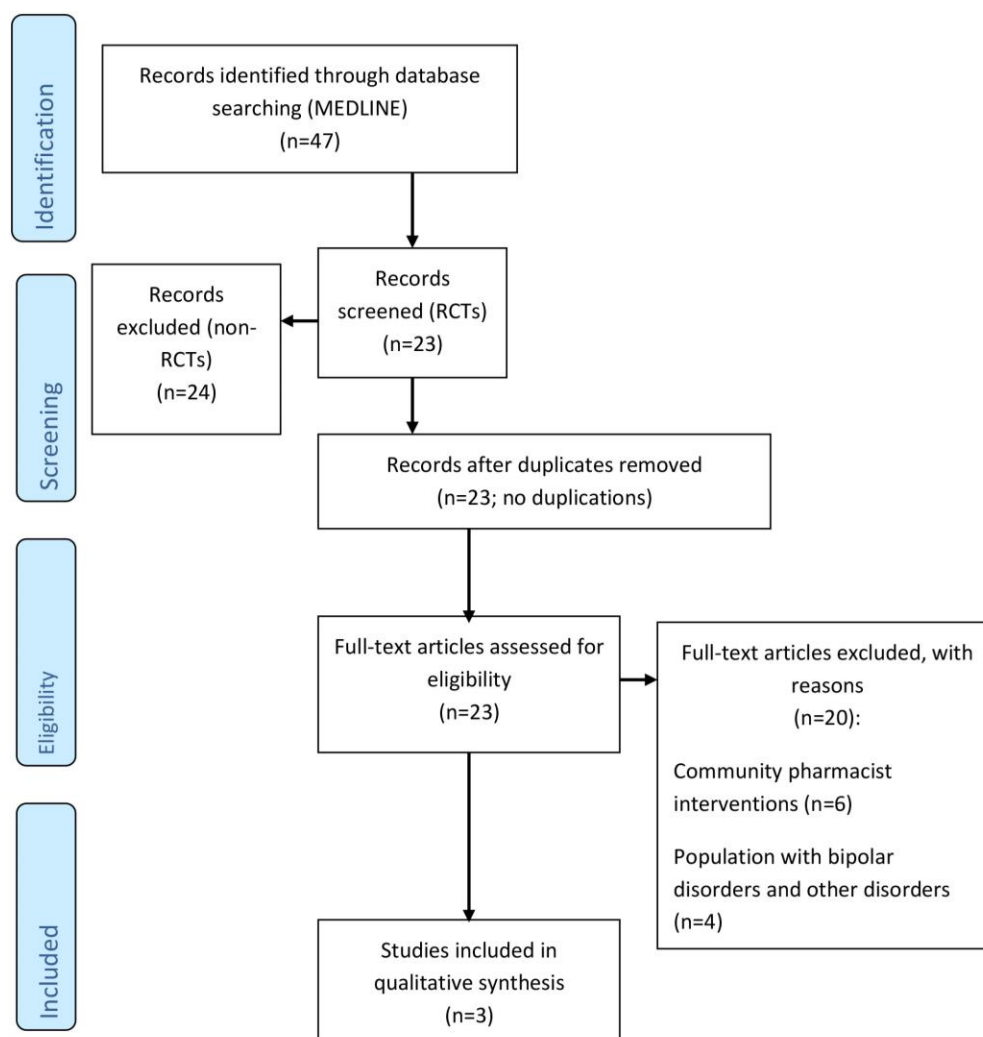 Identification
Records identified through database
searching (MEDLINE)
(n=47)
Screening
Records
excluded (non-
RCTs)
(n=24)
Records
screened (RCTs)
(n=23)
Records after duplicates removed
(n=23; no duplications)
Eligibility
Full-text articles assessed for
eligibility
(n=23)
Full-text articles excluded, with
reasons
(n=20):
Community pharmacist
interventions (n=6)
Population with bipolar
disorders and other disorders
(n=4)
Included
Studies included in
qualitative synthesis
(n=3)